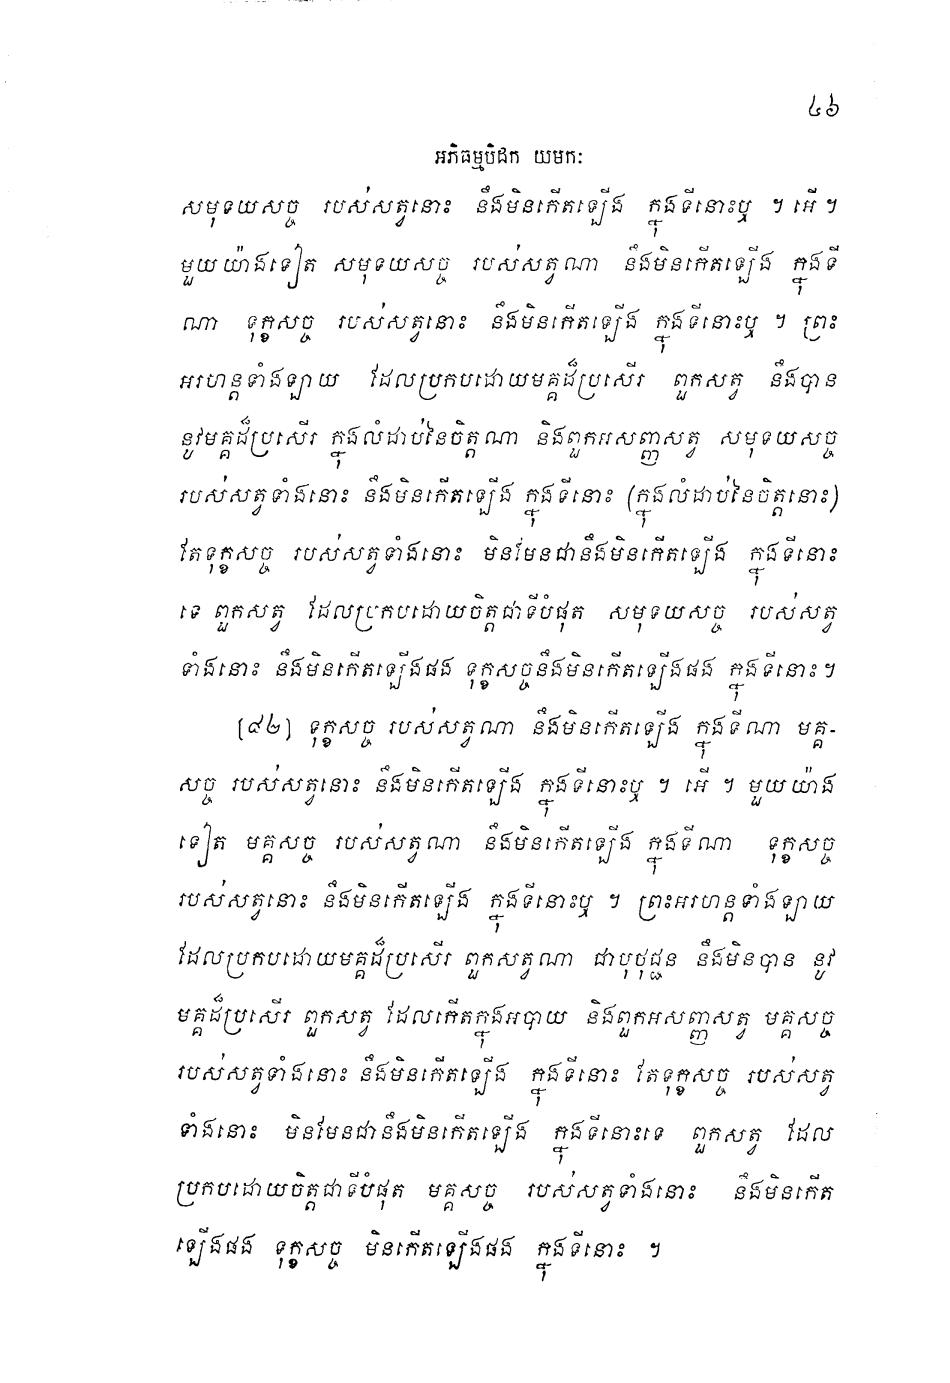 ៤៦
អភិធម្មបិដក យមកៈ
សមុទយសច្ច របស់សត្វនោះ នឹងមិនកើតឡើង ក្នុងទីនោះឬ ។ អើ ។
មួយយ៉ាងទៀត សមុទយសច្ច របស់សត្វណា នឹងមិនកើតឡើង ក្នុងទី
ណា ទុក្ខសច្ច របស់សត្វនោះ នឹងមិនកើតឡើង ក្នុងទីនោះឬ ។ ព្រះ
អរហន្តទាំងឡាយ ដែលប្រកបដោយមគ្គដ៏ប្រសើរ ពួកសត្វ នឹងបាន
នូវមគ្គដ៏ប្រសើរ ក្នុងលំដាប់នៃចិត្តណា និងពួកអសញ្ញសត្វ សមុទយសច្ច
របស់សត្វទាំងនោះ នឹងមិនកើតឡើង ក្នុងទីនោះ (ក្នុងលំដាប់នៃចិត្តនោះ)
តែទុក្ខសច្ច របស់សត្វទាំងនោះ មិនមែនជានឹងមិនកើតឡើង ក្នុងទីនោះ
ទេ ពួកសត្វ ដែលប្រកបដោយចិត្តជាទីបំផុត សមុទយសច្ច របស់សត្វ
ទាំងនោះ នឹងមិនកើតឡើងផង ទុក្ខសច្ចនឹងមិនកើតឡើងផង ក្នុងទីនោះ។
(៩៤) ទុក្ខសច្ច របស់សត្វណា នឹងមិនកើតឡើង ក្នុងទីណា មគ្គ-
សច្ច របស់សត្វនោះ នឹងមិនកើតឡើង ក្នុងទីនោះឬ ។ អើ ។ មួយយ៉ាង
ទៀត មគ្គសច្ច របស់សត្វណា នឹងមិនកើតឡើង ក្នុងទីណា ទុក្ខសច្ច
របស់សត្វនោះ នឹងមិនកើតឡើង ក្នុងទីនោះឬ ។ ព្រះអរហន្តទាំងឡាយ
ដែលប្រកបដោយមគ្គដ៏ប្រសើរ ពួកសត្វណា ជាបុថុជ្ជន នឹងមិនបាន នូវ
មគ្គដ៏ប្រសើរ ពួកសត្វ ដែលកើតក្នុងអបាយ និងពួកអសញ្ញសត្វ មគ្គសច្ច
របស់សត្វទាំងនោះ នឹងមិនកើតឡើង ក្នុងទីនោះ តែទុក្ខសច្ច របស់សត្វ
ទាំងនោះ មិនមែនជានឹងមិនកើតឡើង ក្នុងទីនោះទេ ពួកសត្វ ដែល
ប្រកបដោយចិត្តជាទីបំផុត មគ្គសច្ច របស់សត្វទាំងនោះ នឹងមិនកើត
ឡើងផង ទុក្ខសច្ច មិនកើតឡើងផង ក្នុងទីនោះ ។